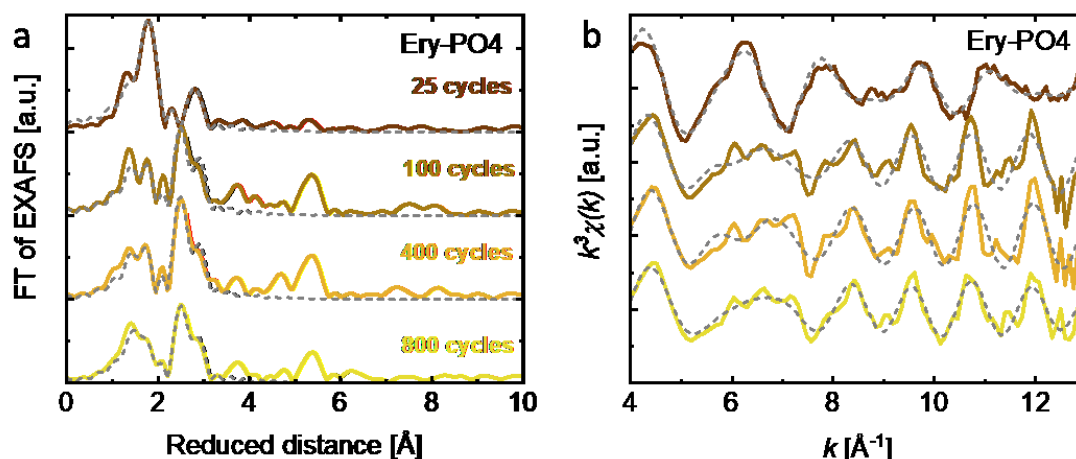 a
Ery-PO4
25 cycles
100 cycles
400 cycles
800 cycles
FT of EXAFS [a.u.]
0 2 4 6 8 10
Reduced distance [Å]
b
Ery-PO4
k³χ(k) [a.u.]
4 6 8 10 12
k [Å⁻¹]